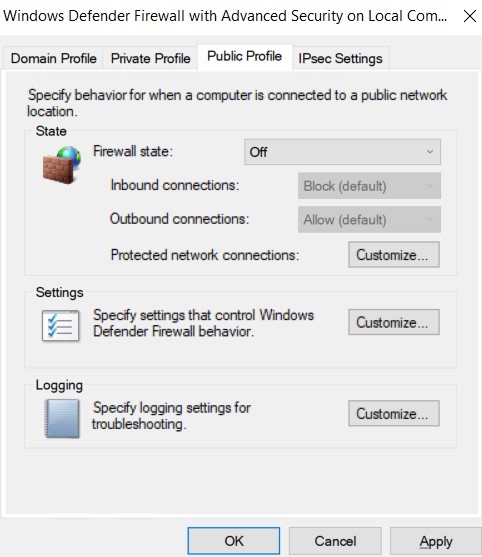 Windows Defender Firewall with Advanced Security on Local Com...
Domain Profile Private Profile Public Profile IPsec Settings
Specify behavior for when a computer is connected to a public network
location.
State
Firewall state: Off
Inbound connections: Block (default)
Outbound connections: Allow (default)
Protected network connections: Customize...
Settings
Specify settings that control Windows
Defender Firewall behavior.
Customize...
Logging
Specify logging settings for
troubleshooting.
Customize...
OK Cancel Apply